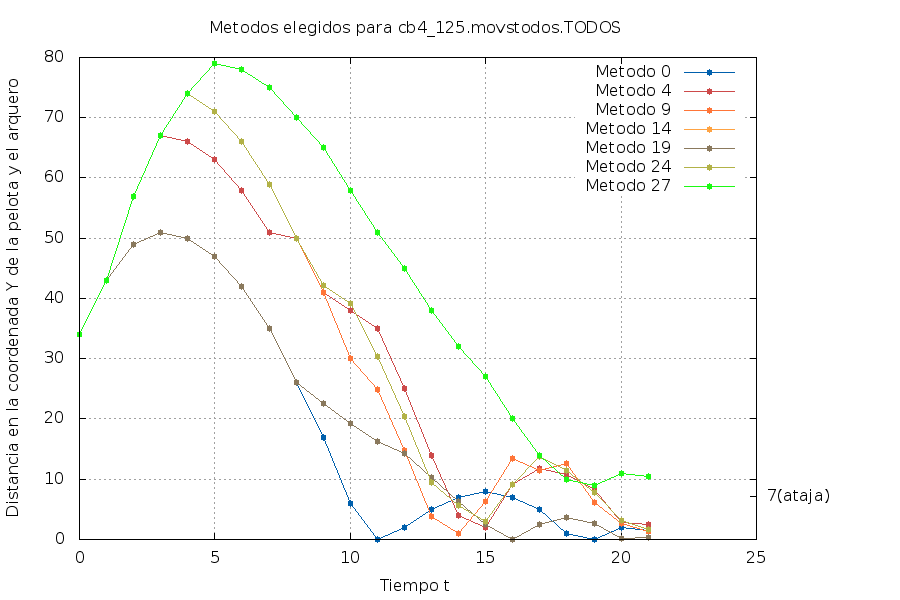 Metodos elegidos para cb4_125.movstodos.TODOS
Distancia en la coordenada Y de la pelota y el arquero
80
70
60
50
40
30
20
10
0
Metodo 0
Metodo 4
Metodo 9
Metodo 14
Metodo 19
Metodo 24
Metodo 27
7(ataja)
0 5 10 15 20 25
Tiempo t